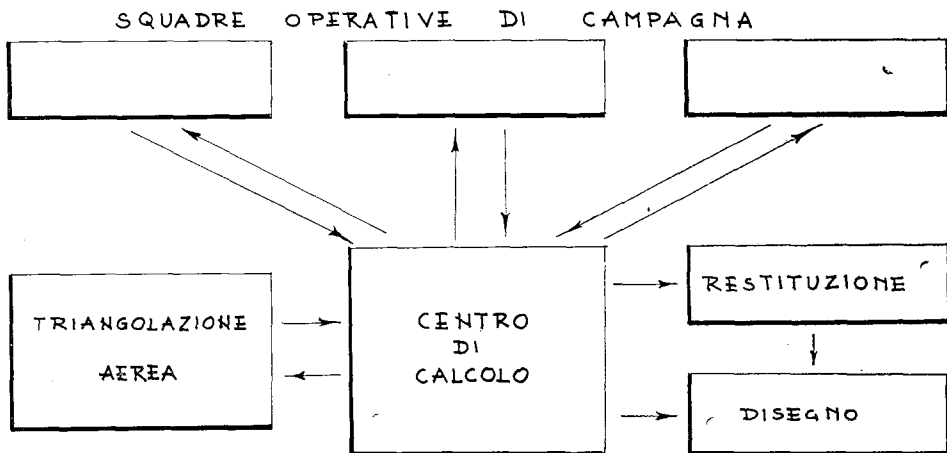 SQUADRE OPERATIVE DI CAMPAGNA
TRIANGOLAZIONE
AEREA
CENTRO
DI
CALCOLO
RESTITUZIONE
DISEGNO